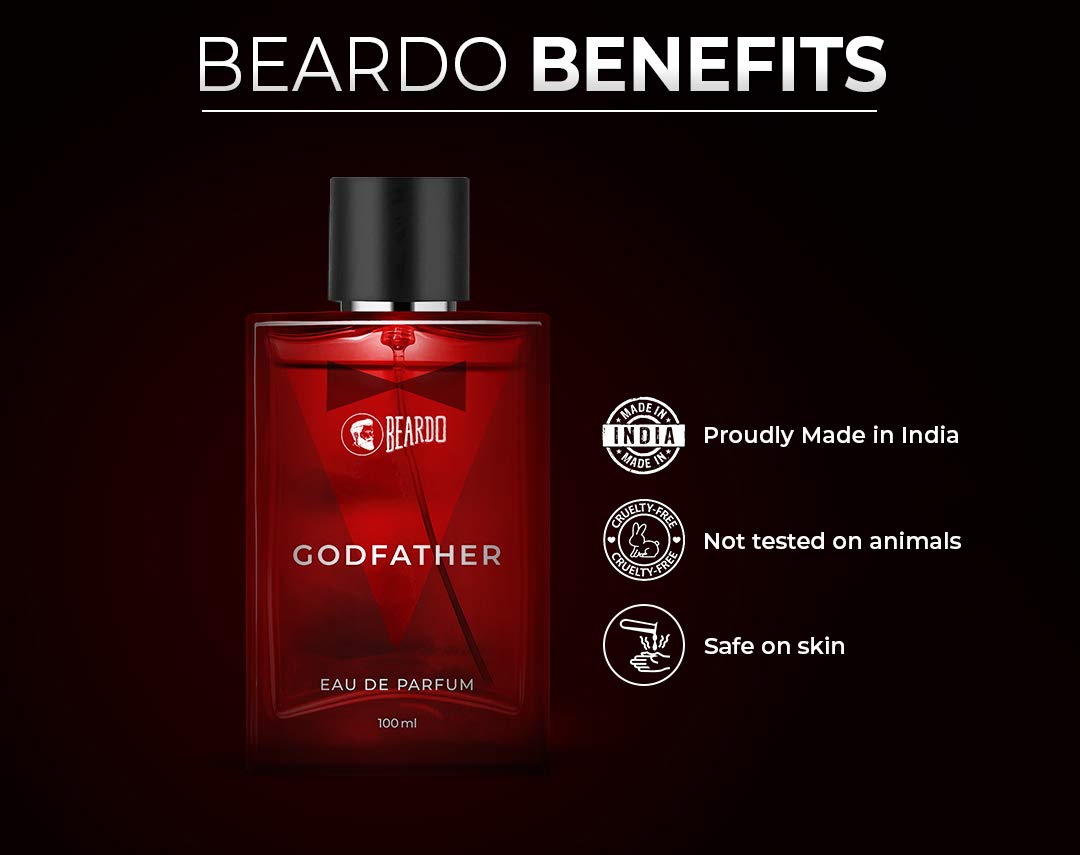 BEARDO BENEFITS
BEARDO
GODFATHER
EAU DE PARFUM
100 ml
MADE IN
INDIA
MADE IN
Proudly Made in India
CRUELTY-FREE
CRUELTY-FREE
Not tested on animals
Safe on skin